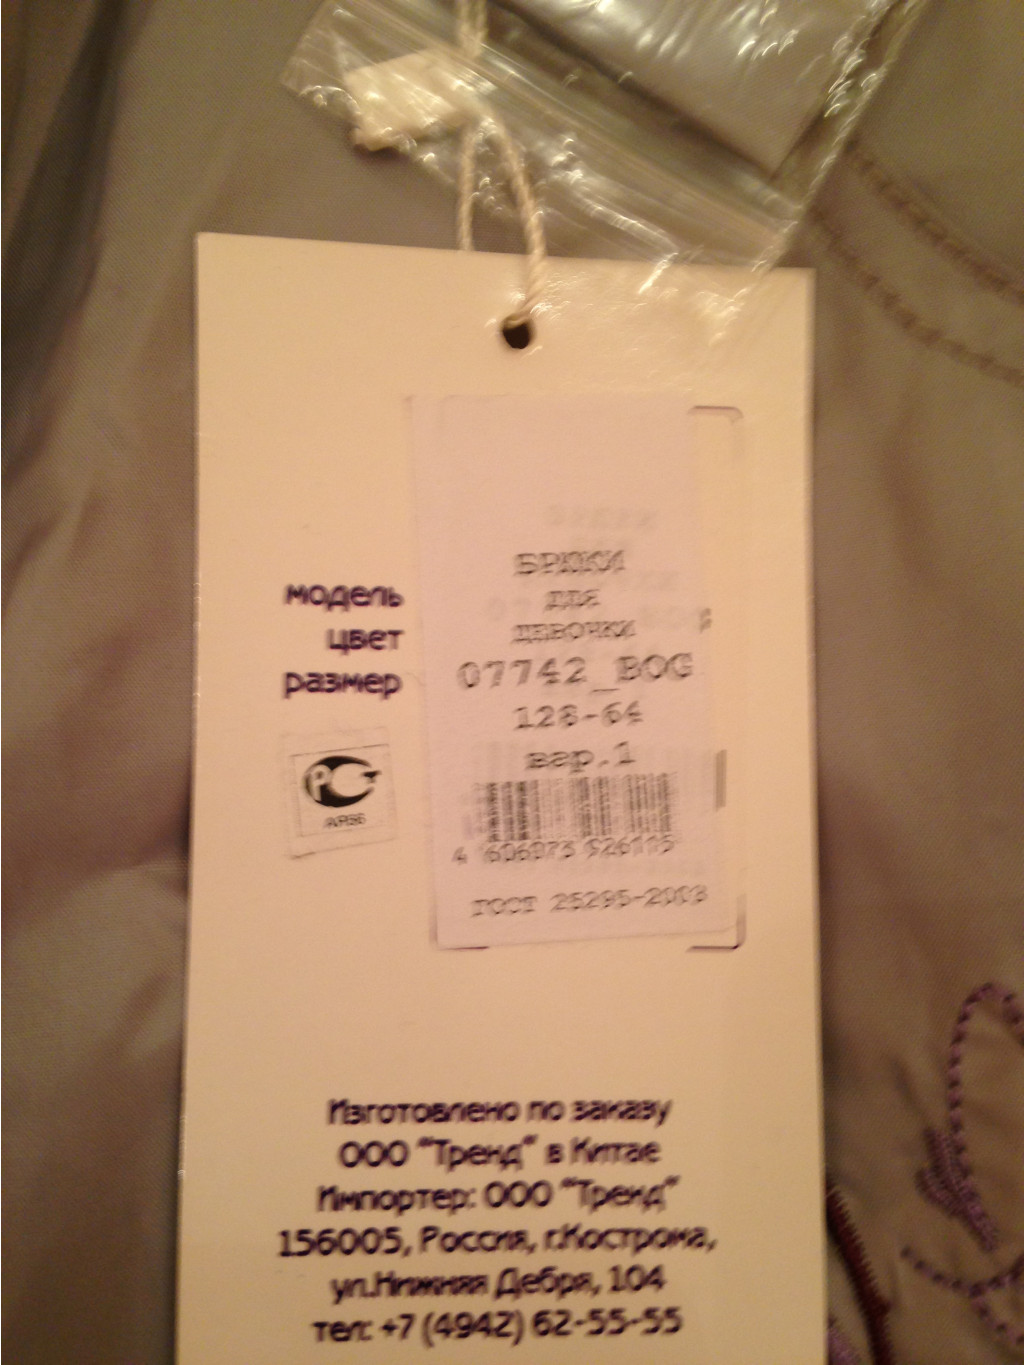 БРЮКИ
для
девочки
модель
цвет
размер
07742_BOG
128-64
вар.1
РС
АЯ56
4 606073 926115
ГОСТ 25295-2003
Изготовлено по заказу
ООО "Тренд" в Китае
Импортер: ООО "Тренд"
156005, Россия, г.Кострома,
ул.Нижняя Дебря, 104
тел: +7 (4942) 62-55-55